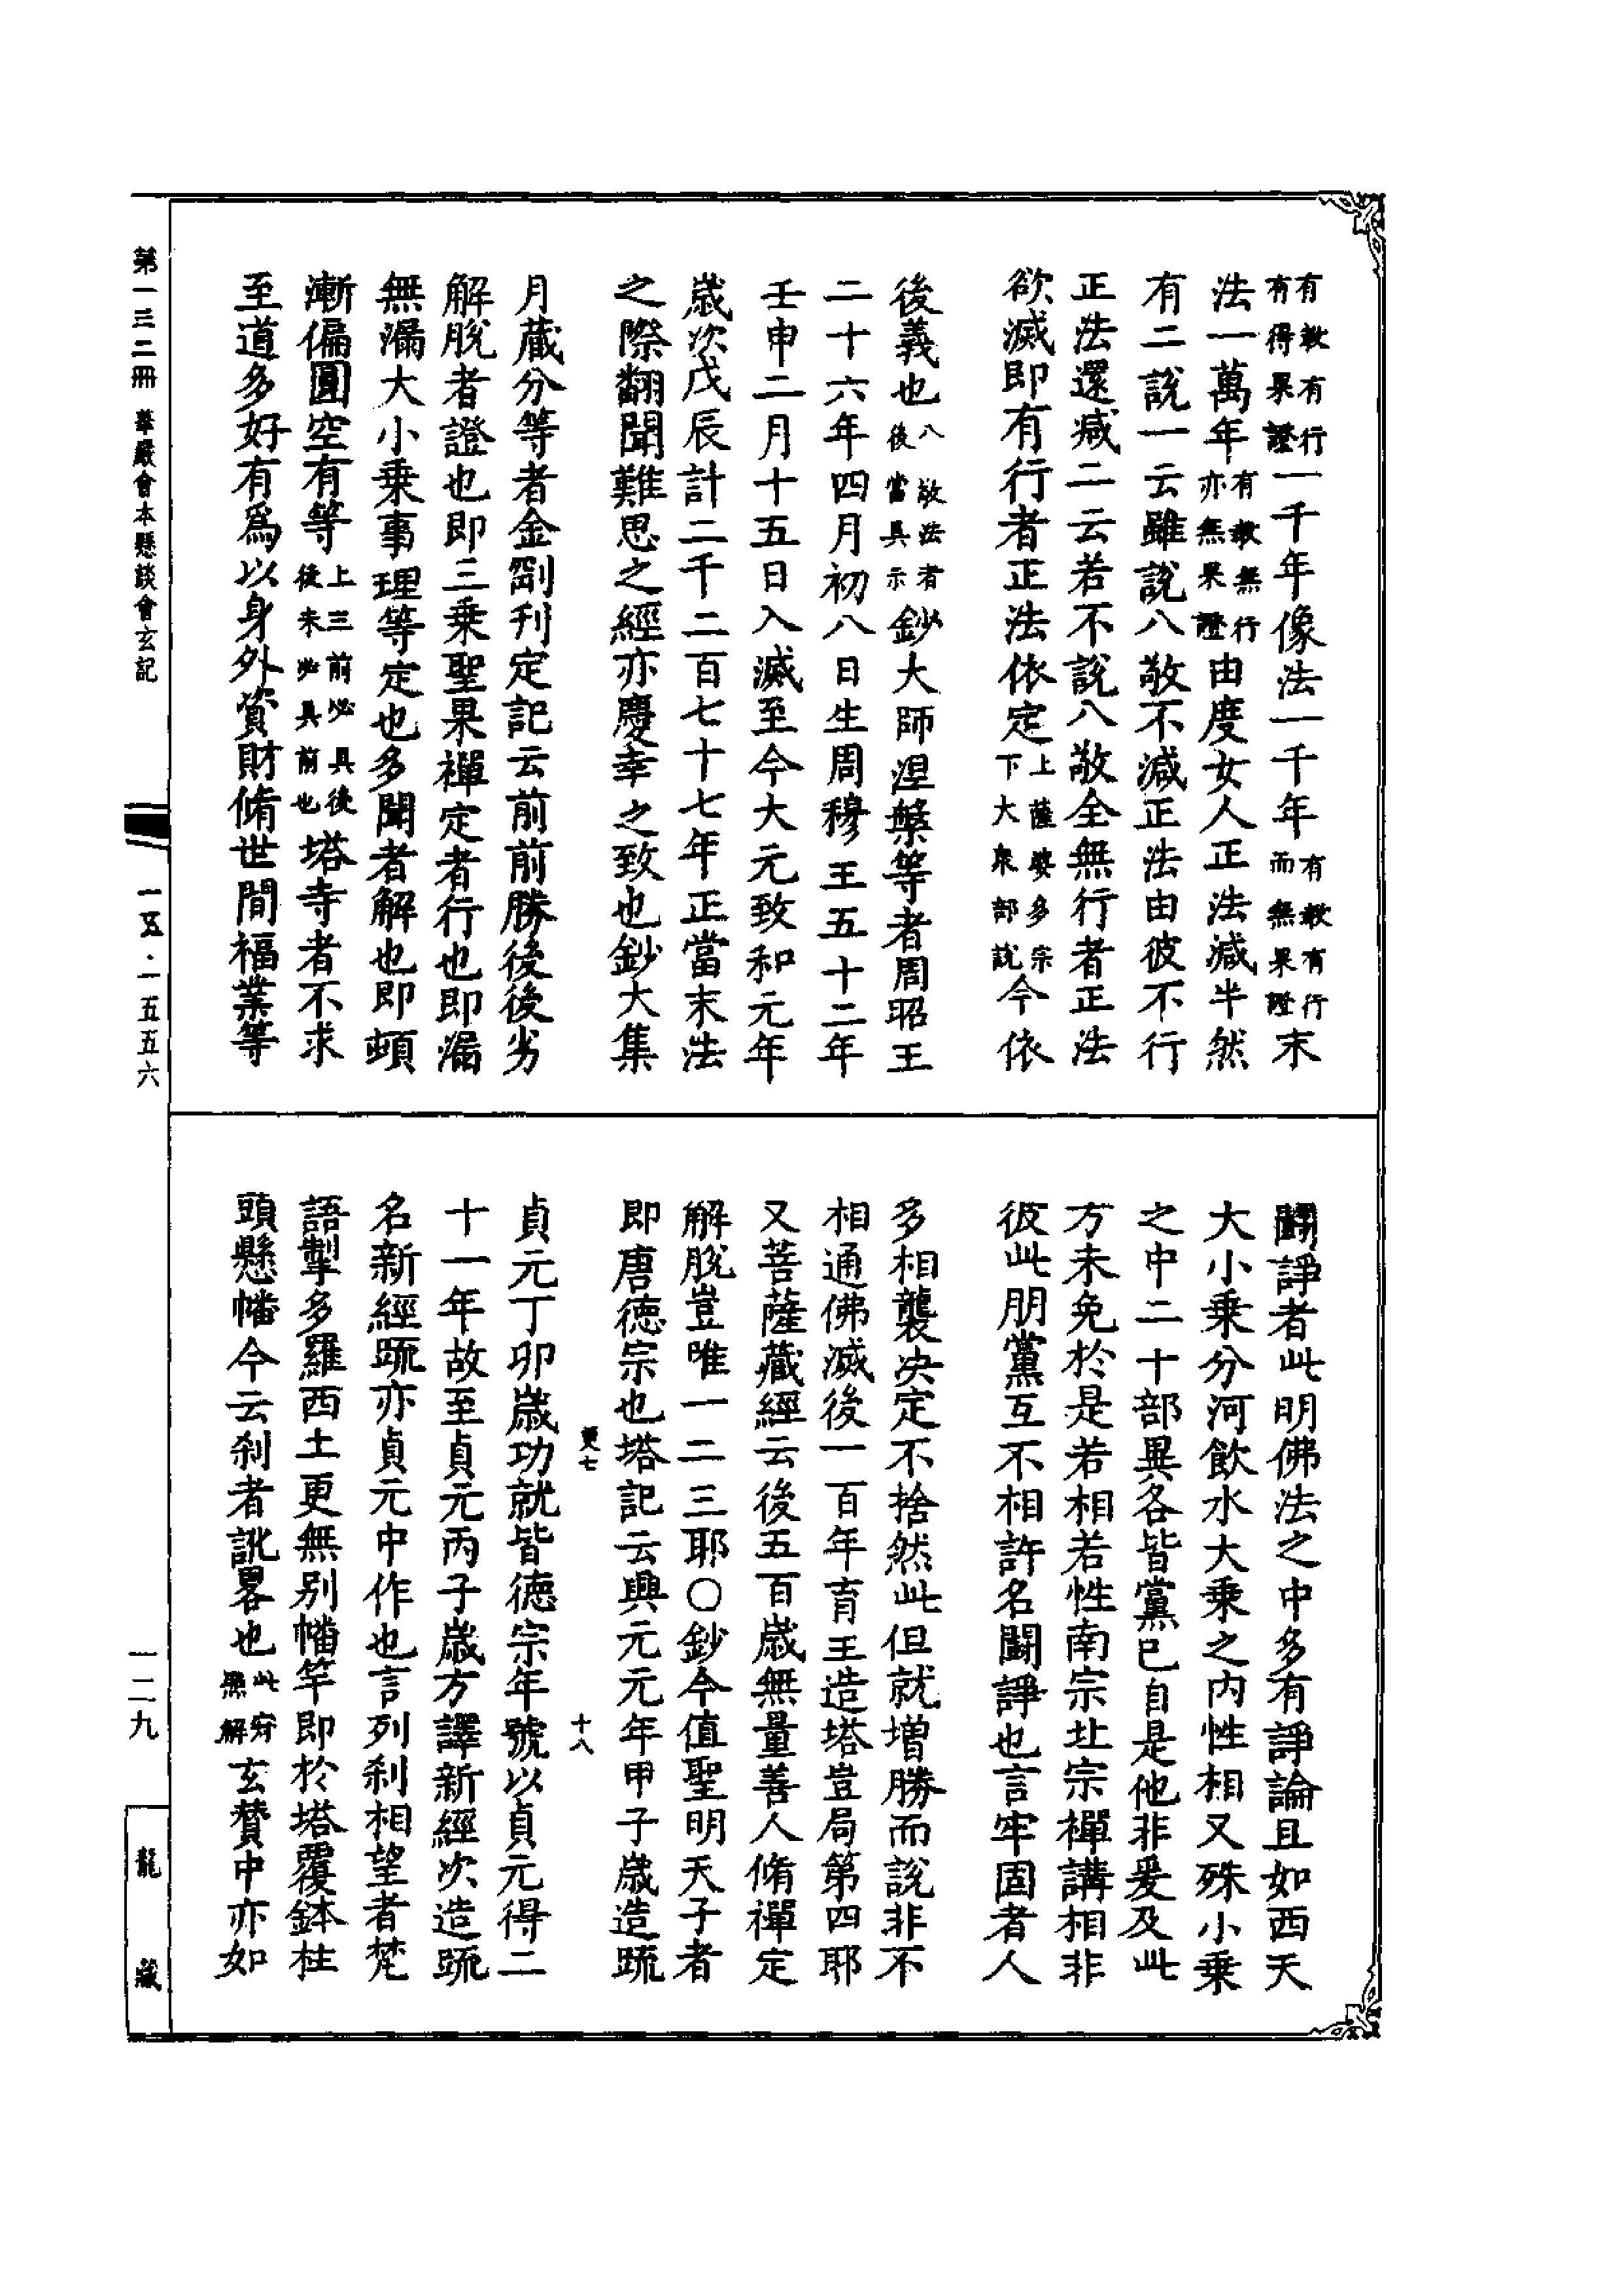 有教有行有得果證一千年像法一千年有教有行而無果證末
法一萬年有教無行亦無果證由度女人正法減半然
有二說一云雖說八敬不減正法由彼不行
正法還減二云若不說八敬全無行者正法
欲滅即有行者正法依定上薩婆多宗下大衆部說今依
後義也八敬法者後當具示鈔大師涅槃等者周昭王
二十六年四月初八日生周穆王五十二年
壬申二月十五日入滅至今大元致和元年
歲次戊辰計二千二百七十七年正當末法
之際翻聞難思之經亦慶幸之致也鈔大集
月藏分等者金劉刊定記云前前勝後後劣
解脫者證也即三乗聖果禪定者行也即漏
無漏大小乗事理等定也多聞者解也即頓
漸偏圓空有等上三前必具後後未必具前也塔寺者不求
至道多好有爲以身外資財脩世間福業等
鬭諍者此明佛法之中多有諍論且如西天
大小乗分河飲水大乗之內性相又殊小乗
之中二十部異各皆黨己自是他非爰及此
方未免於是若相若性南宗北宗禪講相非
彼此朋黨互不相許名鬭諍也言牢固者人
多相襲決定不捨然此但就增勝而說非不
相通佛滅後一百年育王造塔豈局第四耶
又菩薩藏經云後五百歲無量善人脩禪定
解脫豈唯一二三耶○鈔今值聖明天子者
即唐德宗也塔記云興元元年甲子歲造䟽
十八
貞元丁卯歲功就皆德宗年號以貞元得二
十一年故至貞元丙子歲方譯新經次造䟽
名新經䟽亦貞元中作也言列刹相望者梵
語掣多羅西土更無別幡竿即於塔覆鉢柱
頭懸幡今云刹者訛畧也此穷無解玄賛中亦如
第一三二冊 華嚴會本懸談會玄記
一五·一五五六
一二九
龍藏